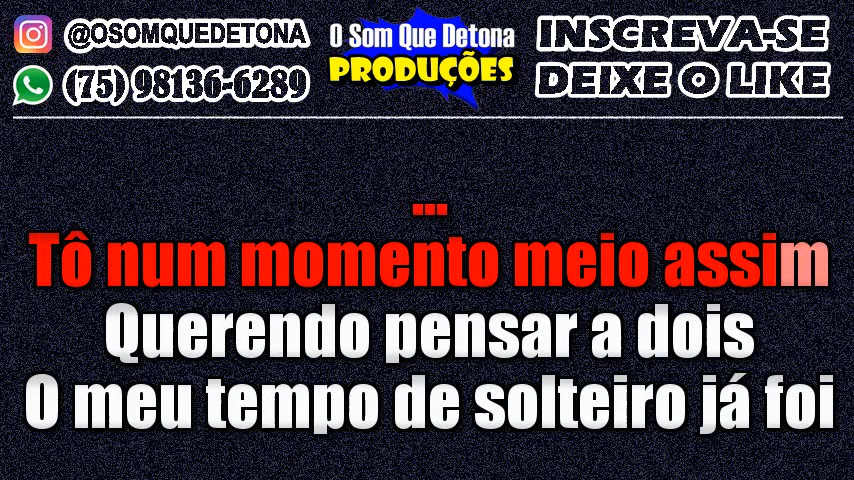 @OSOMQUEDETONA
(75) 98136-6289
O Som Que Detona
PRODUÇÕES
INSCREVA-SE
DEIXE O LIKE
...
Tô num momento meio assim
Querendo pensar a dois
O meu tempo de solteiro já foi